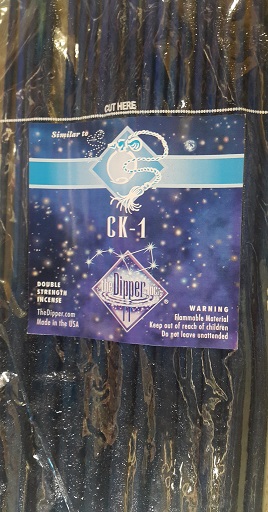 CUT HERE
Similar to
CK-1
The Dipper
DOUBLE
STRENGTH
INCENSE
TheDipper.com
Made in the USA
WARNING
Flammable Material
Keep out of reach of children
Do not leave unattended